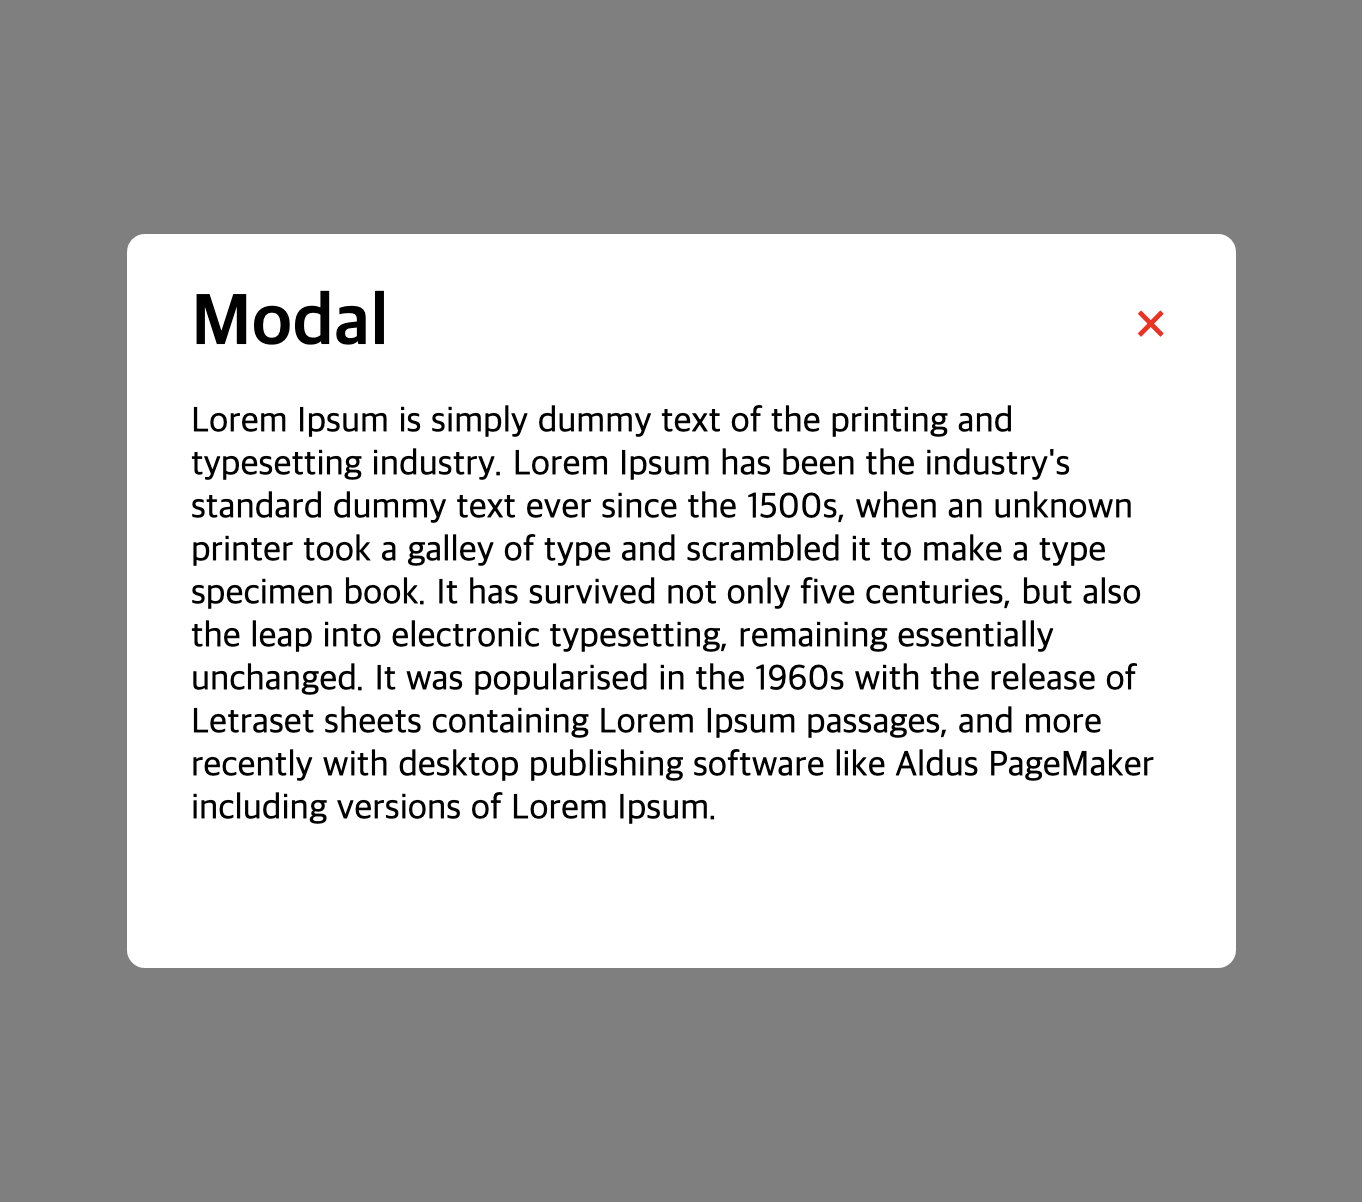 Modal
Lorem Ipsum is simply dummy text of the printing and
typesetting industry. Lorem Ipsum has been the industry's
standard dummy text ever since the 1500s, when an unknown
printer took a galley of type and scrambled it to make a type
specimen book. It has survived not only five centuries, but also
the leap into electronic typesetting, remaining essentially
unchanged. It was popularised in the 1960s with the release of
Letraset sheets containing Lorem Ipsum passages, and more
recently with desktop publishing software like Aldus PageMaker
including versions of Lorem Ipsum.